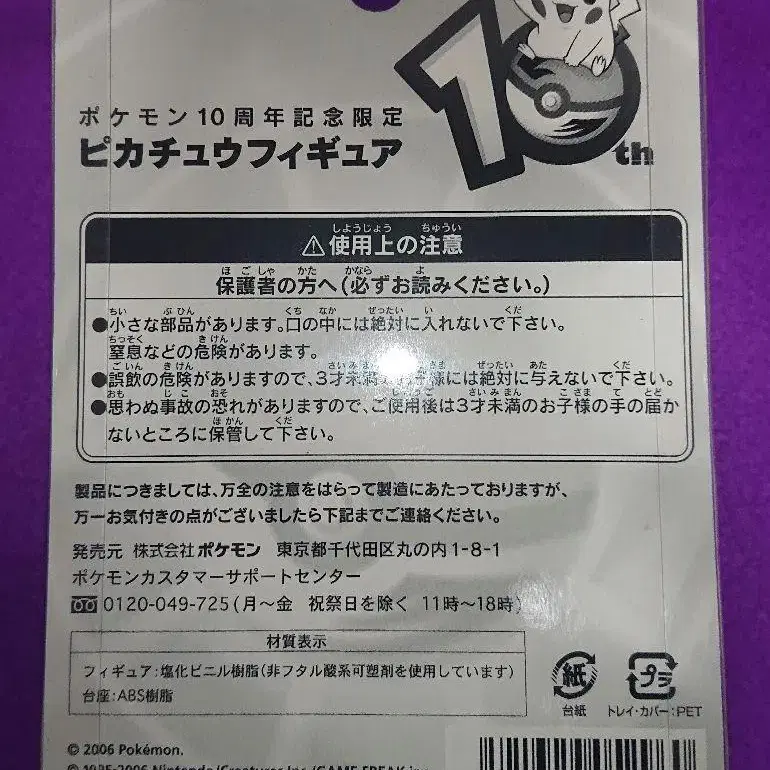 10th
ポケモン10周年記念限定
ピカチュウフィギュア
しようじょう ちゅうい
⚠使用上の注意
ほごしゃ かた かなら よ
保護者の方へ(必ずお読みください。)
ちい ぶひん くち なか ぜったい い くだ
●小さな部品があります。口の中には絶対に入れないで下さい。
ちっそく きけん
窒息などの危険があります。
ごいん きけん さいみま さま ぜったい あた くだ
●誤飲の危険がありますので、3才未満 様には絶対に与えないで下さい。
おも じこ おそ さいみまん こさま て とど
●思わぬ事故の恐れがありますので、ご使用後は3才未満のお子様の手の届か
ほかん くだ
ないところに保管して下さい。
製品につきましては、万全の注意をはらって製造にあたっておりますが、
万一お気付きの点がございましたら下記までご連絡ください。
発売元 株式会社ポケモン 東京都千代田区丸の内1-8-1
ポケモンカスタマーサポートセンター
0120-049-725(月〜金 祝祭日を除く 11時〜18時)
材質表示
フィギュア:塩化ビニル樹脂(非フタル酸系可塑剤を使用しています)
台座:ABS樹脂
紙 プラ
台紙 トレイ・カバー:PET
© 2006 Pokémon.
© 1995-2006 Nintendo/Creatures Inc./GAME FREAK inc.